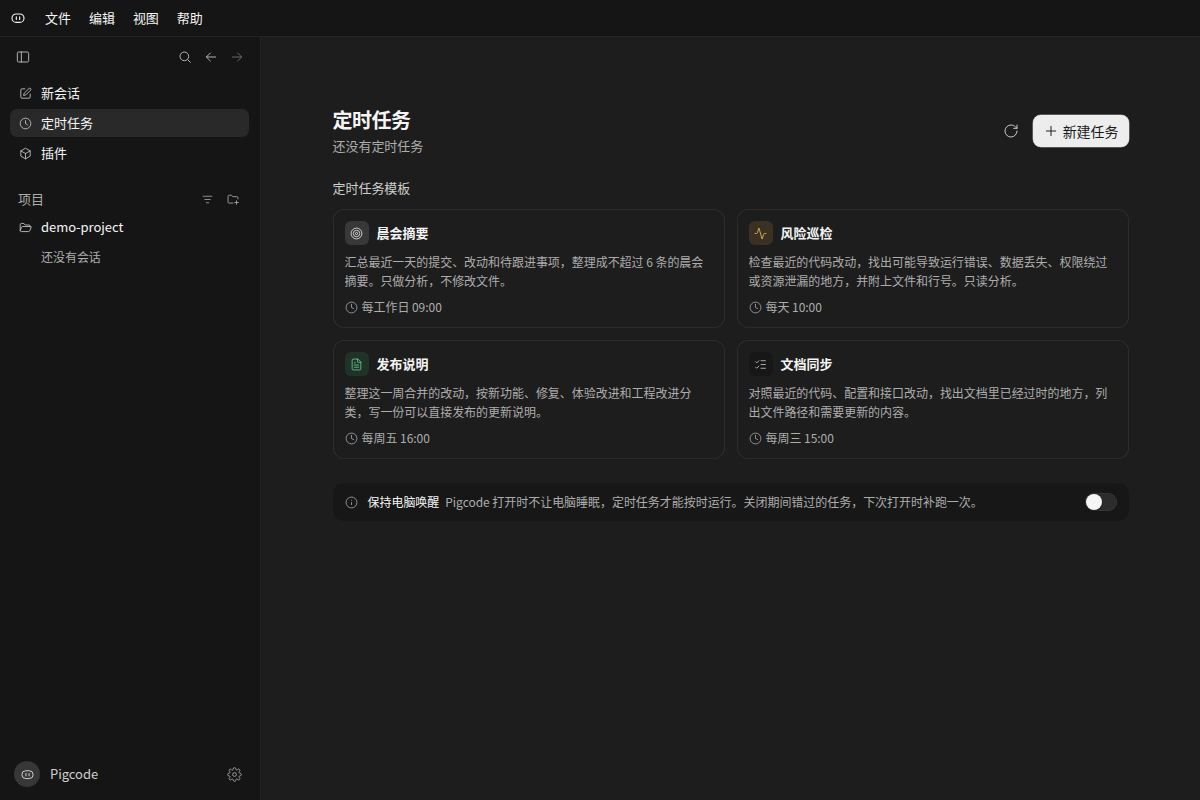 文件 编辑 视图 帮助
新会话
定时任务
插件
项目
demo-project
还没有会话
Pigcode
定时任务
还没有定时任务
新建任务
定时任务模板
晨会摘要
汇总最近一天的提交、改动和待跟进事项，整理成不超过 6 条的晨会
摘要。只做分析，不修改文件。
每工作日 09:00
风险巡检
检查最近的代码改动，找出可能导致运行错误、数据丢失、权限绕过
或资源泄漏的地方，并附上文件和行号。只读分析。
每天 10:00
发布说明
整理这一周合并的改动，按新功能、修复、体验改进和工程改进分
类，写一份可以直接发布的更新说明。
每周五 16:00
文档同步
对照最近的代码、配置和接口改动，找出文档里已经过时的地方，列
出文件路径和需要更新的内容。
每周三 15:00
保持电脑唤醒 Pigcode 打开时不让电脑睡眠，定时任务才能按时运行。关闭期间错过的任务，下次打开时补跑一次。